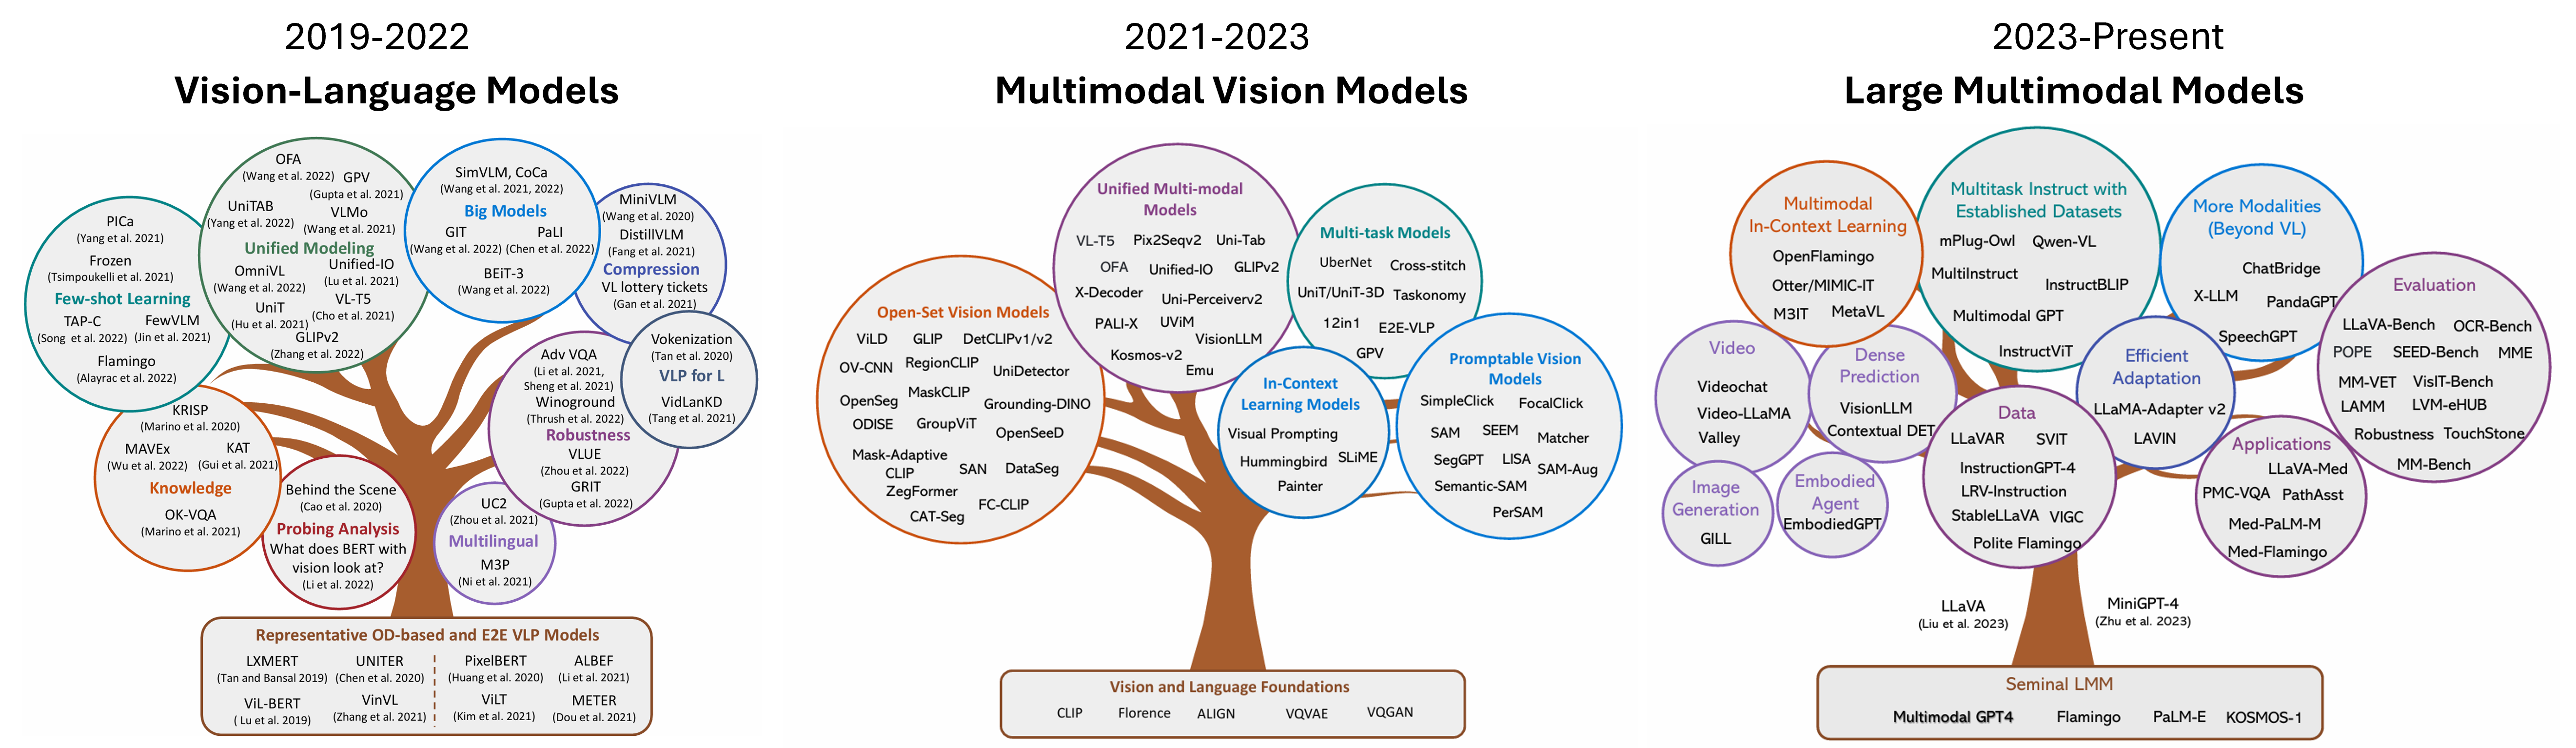 2019-2022
Vision-Language Models
OFA
(Wang et al. 2022)
GPV
(Gupta et al. 2021)
UniTAB
(Yang et al. 2022)
VLMo
(Wang et al. 2021)
Unified Modeling
OmniVL
(Wang et al. 2022)
Unified-IO
(Lu et al. 2021)
UniT
(Hu et al. 2021)
VL-T5
(Cho et al. 2021)
GLIPv2
(Zhang et al. 2022)
SimVLM, CoCa
(Wang et al. 2021, 2022)
Big Models
GIT
(Wang et al. 2022)
PaLI
(Chen et al. 2022)
BEiT-3
(Wang et al. 2022)
MiniVLM
(Wang et al. 2020)
DistillVLM
(Fang et al. 2021)
Compression
VL lottery tickets
(Gan et al. 2021)
PICa
(Yang et al. 2021)
Frozen
(Tsimpoukelli et al. 2021)
Few-shot Learning
TAP-C
(Song et al. 2022)
FewVLM
(Jin et al. 2021)
Flamingo
(Alayrac et al. 2022)
Vokenization
(Tan et al. 2020)
VLP for L
VidLanKD
(Tang et al. 2021)
Adv VQA
(Li et al. 2021,
Sheng et al. 2021)
Winoground
(Thrush et al. 2022)
Robustness
VLUE
(Zhou et al. 2022)
GRIT
(Gupta et al. 2022)
KRISP
(Marino et al. 2020)
MAVEx
(Wu et al. 2022)
KAT
(Gui et al. 2021)
Knowledge
OK-VQA
(Marino et al. 2021)
Behind the Scene
(Cao et al. 2020)
Probing Analysis
What does BERT with
vision look at?
(Li et al. 2022)
UC2
(Zhou et al. 2021)
Multilingual
M3P
(Ni et al. 2021)
Representative OD-based and E2E VLP Models
LXMERT
(Tan and Bansal 2019)
UNITER
(Chen et al. 2020)
PixelBERT
(Huang et al. 2020)
ALBEF
(Li et al. 2021)
ViL-BERT
( Lu et al. 2019)
VinVL
(Zhang et al. 2021)
ViLT
(Kim et al. 2021)
METER
(Dou et al. 2021)
2021-2023
Multimodal Vision Models
Unified Multi-modal
Models
VL-T5 Pix2Seqv2 Uni-Tab
OFA Unified-IO GLIPv2
X-Decoder Uni-Perceiverv2
PALI-X UViM
VisionLLM
Kosmos-v2
Emu
Multi-task Models
UberNet Cross-stitch
UniT/UniT-3D Taskonomy
12in1 E2E-VLP
GPV
Open-Set Vision Models
ViLD GLIP DetCLIPv1/v2
OV-CNN RegionCLIP
UniDetector
OpenSeg MaskCLIP
Grounding-DINO
ODISE GroupViT
OpenSeeD
Mask-Adaptive
CLIP
SAN DataSeg
ZegFormer
FC-CLIP
CAT-Seg
In-Context
Learning Models
Visual Prompting
Hummingbird SLiME
Painter
Promptable Vision
Models
SimpleClick FocalClick
SAM SEEM Matcher
SegGPT LISA
SAM-Aug
Semantic-SAM
PerSAM
Vision and Language Foundations
CLIP Florence ALIGN VQVAE VQGAN
2023-Present
Large Multimodal Models
Multimodal
In-Context Learning
OpenFlamingo
Otter/MIMIC-IT
M3IT MetaVL
Multitask Instruct with
Established Datasets
mPlug-Owl Qwen-VL
MultiInstruct
InstructBLIP
Multimodal GPT
InstructViT
More Modalities
(Beyond VL)
ChatBridge
X-LLM PandaGPT
SpeechGPT
Evaluation
LLaVA-Bench OCR-Bench
POPE SEED-Bench MME
MM-VET VisIT-Bench
LAMM LVM-eHUB
Robustness TouchStone
MM-Bench
Video
Videochat
Video-LLaMA
Valley
Dense
Prediction
VisionLLM
Contextual DET
Efficient
Adaptation
LLaMA-Adapter v2
LAVIN
Data
LLaVAR SVIT
InstructionGPT-4
LRV-Instruction
StableLLaVA VIGC
Polite Flamingo
Applications
LLaVA-Med
PMC-VQA PathAsst
Med-PaLM-M
Med-Flamingo
Image
Generation
GILL
Embodied
Agent
EmbodiedGPT
LLaVA
(Liu et al. 2023)
MiniGPT-4
(Zhu et al. 2023)
Seminal LMM
Multimodal GPT4 Flamingo PaLM-E KOSMOS-1